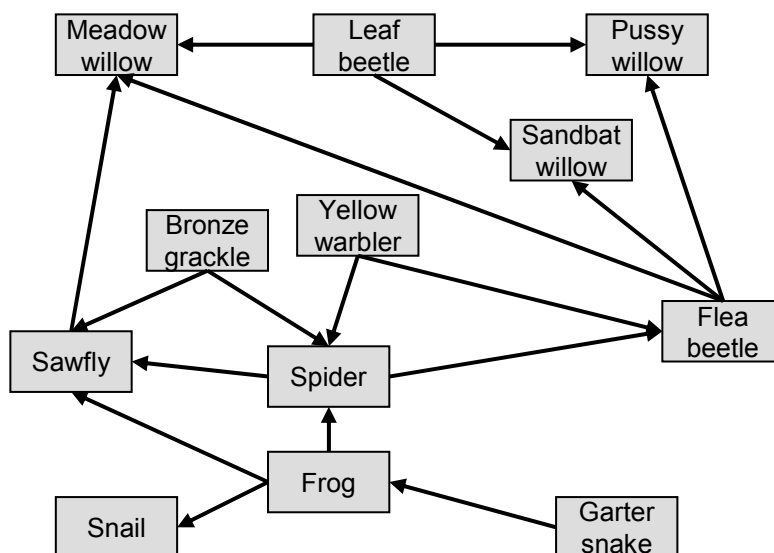 Meadow
willow
Leaf
beetle
Pussy
willow
Sandbat
willow
Bronze
grackle
Yellow
warbler
Flea
beetle
Sawfly
Spider
Frog
Snail
Garter
snake